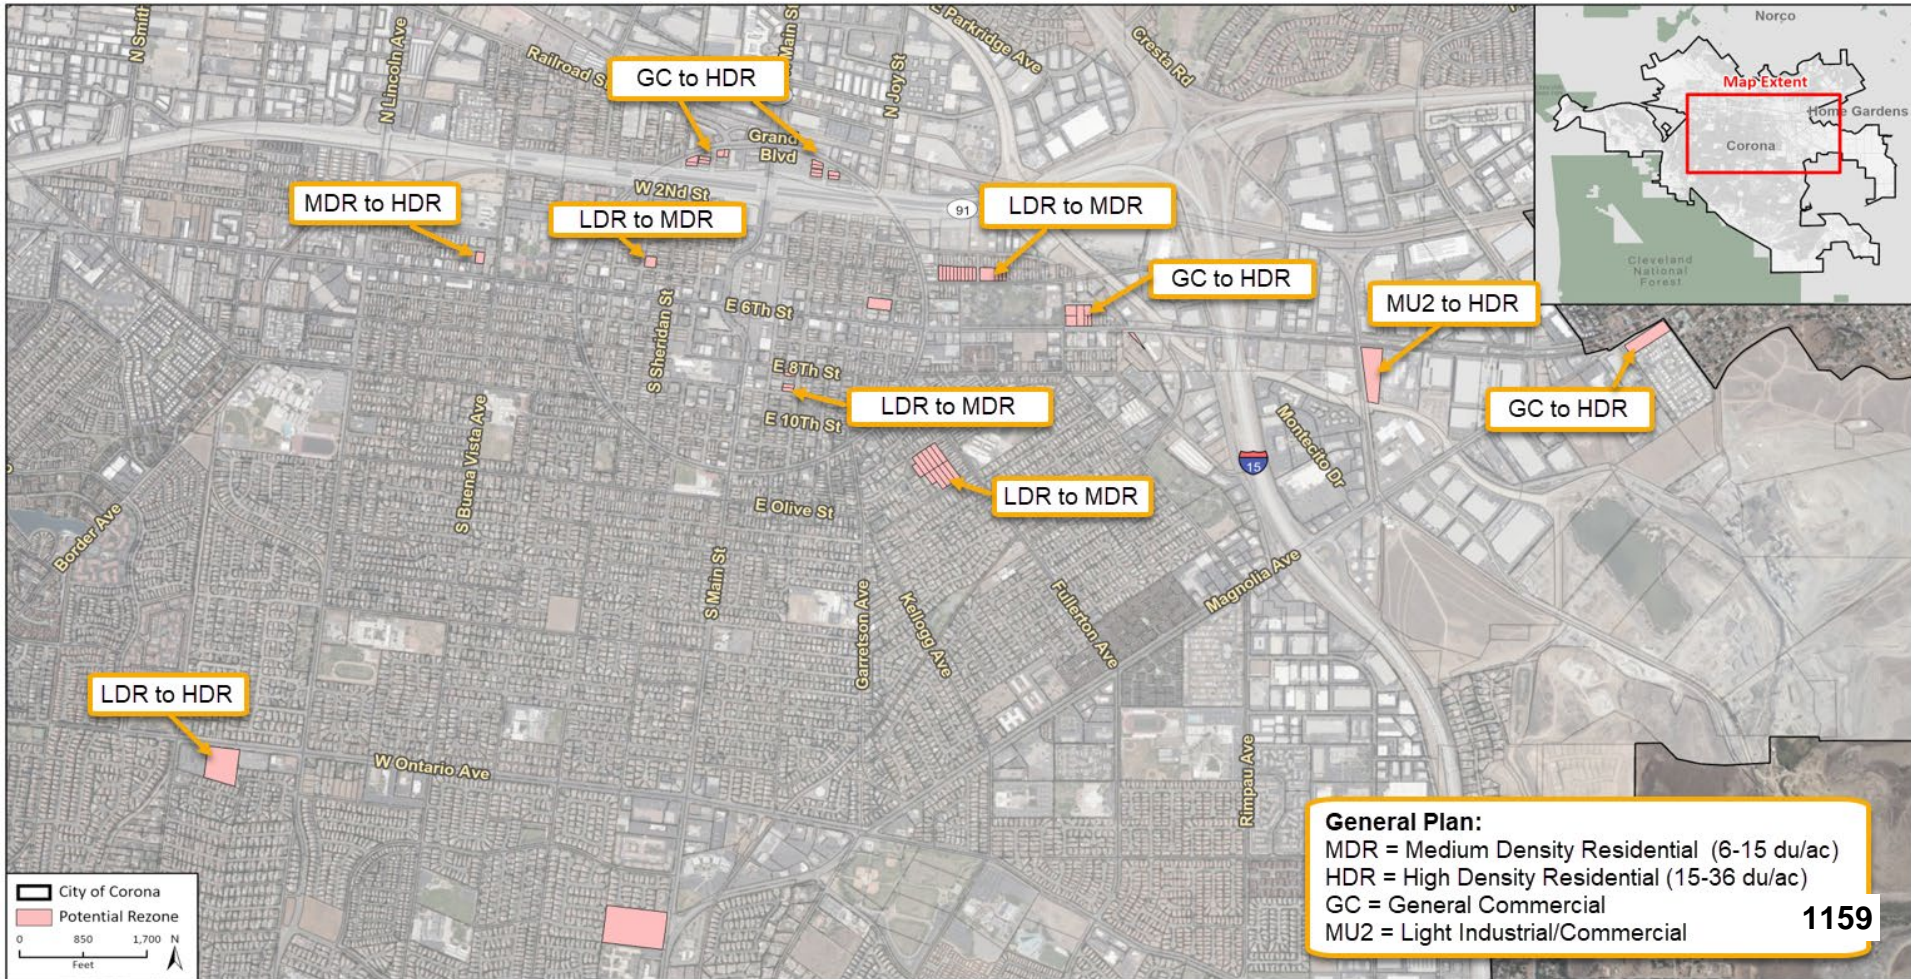 N Smith
N Lincoln Ave
Railroad S
Main St
N Joy St
E Parkridge Ave
Cresta Rd
Norco
Map Extent
Home Gardens
Corona
Cleveland
National
Forest
GC to HDR
Grand
Blvd
W 2Nd St
91
MDR to HDR
LDR to MDR
LDR to MDR
GC to HDR
MU2 to HDR
GC to HDR
E 6Th St
S Sheridan St
E 8Th St
LDR to MDR
E 10Th St
S Buena Vista Ave
LDR to MDR
15
Montecito Dr
E Olive St
Border Ave
S Main St
Garretson Ave
Kellogg Ave
Fullerton Ave
Magnolia Ave
LDR to HDR
W Ontario Ave
Rimpau Ave
General Plan:
MDR = Medium Density Residential (6-15 du/ac)
HDR = High Density Residential (15-36 du/ac)
GC = General Commercial
MU2 = Light Industrial/Commercial
1159
City of Corona
Potential Rezone
0 850 1,700 N
Feet